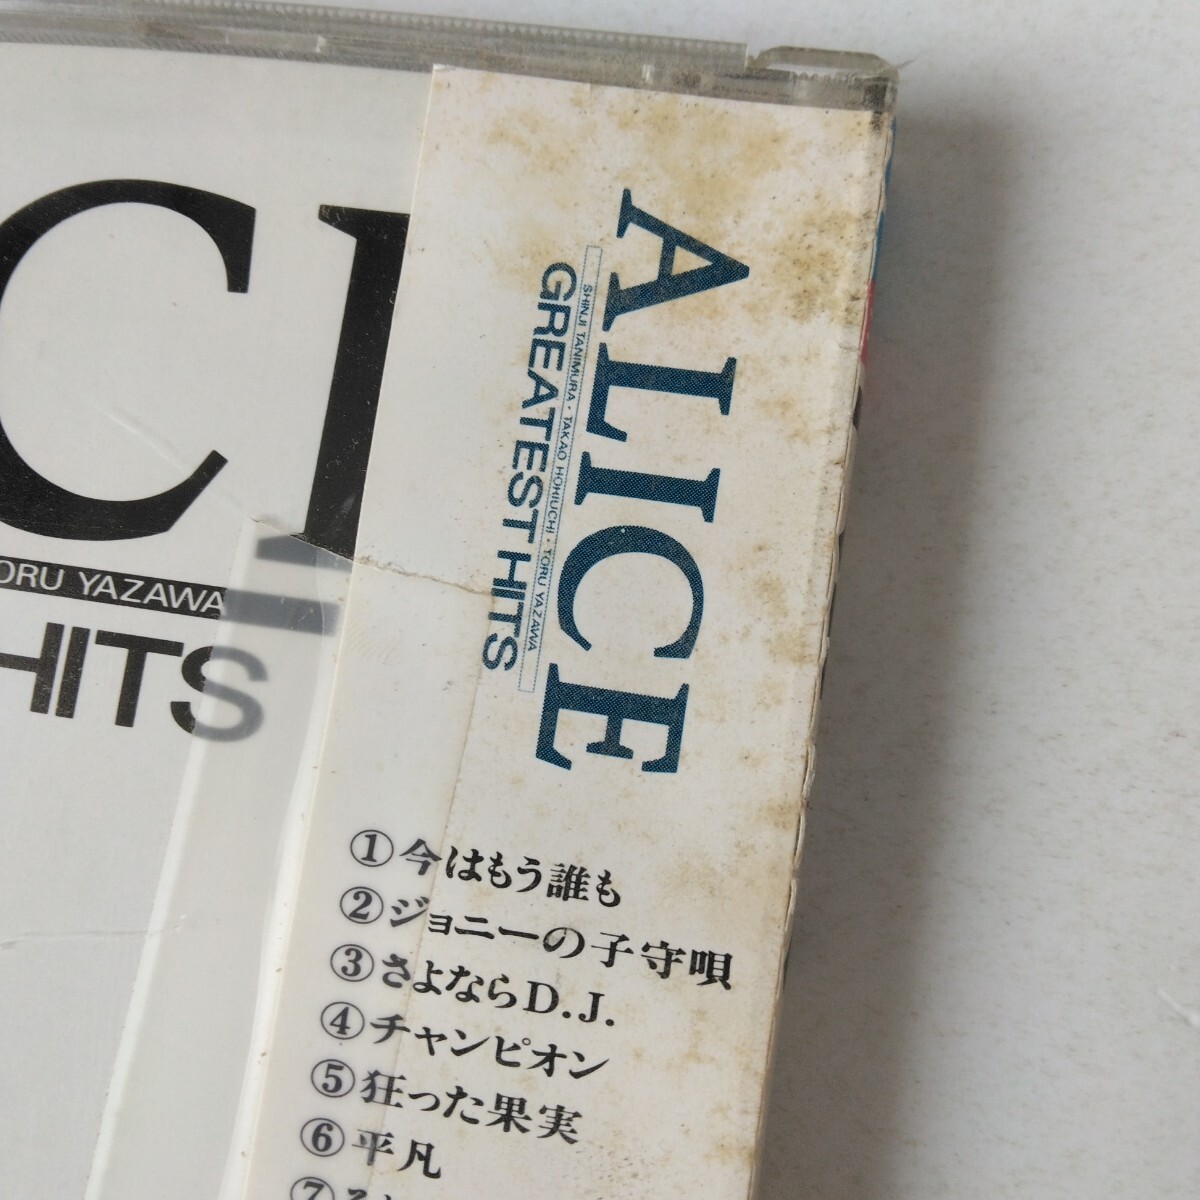 CI
ORU YAZAWA
HITS
ALICE
SHINJI TANIMURA・TAKAO HORIUCHI・TORU YAZAWA
GREATEST HITS
①今はもう誰も
②ジョニーの子守唄
③さよならD.J.
④チャンピオン
⑤狂った果実
⑥平凡
⑦